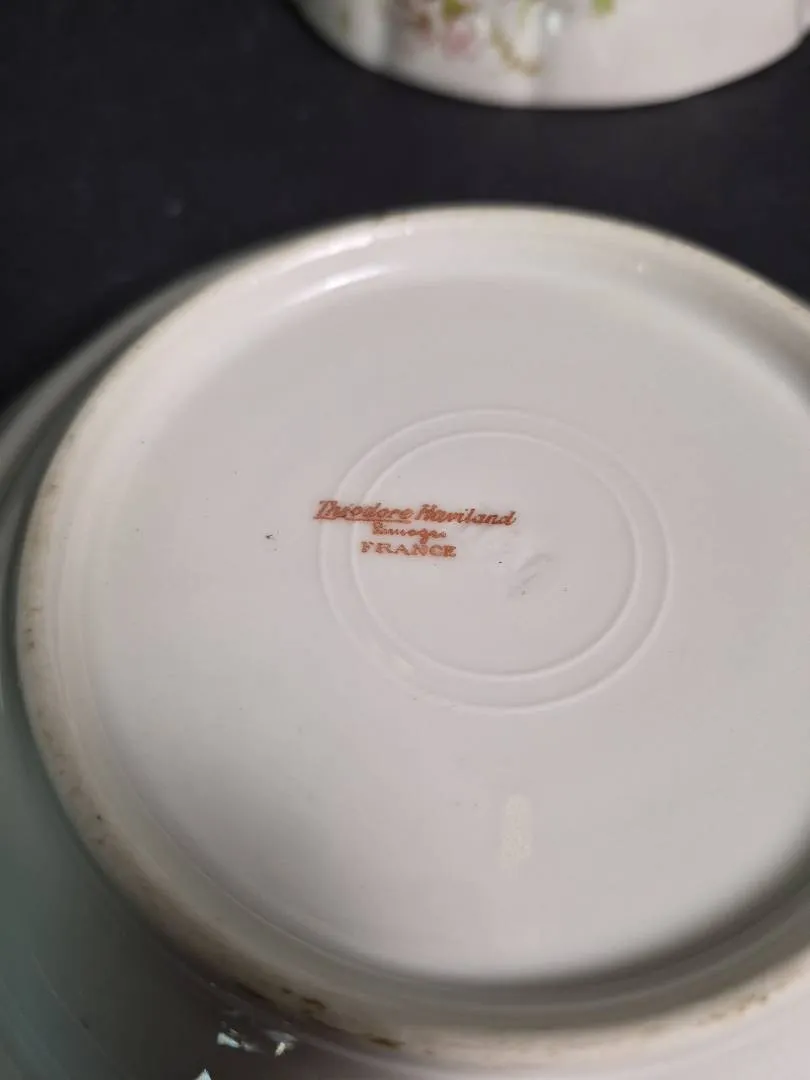 Theodore Haviland
Limoges
FRANCE